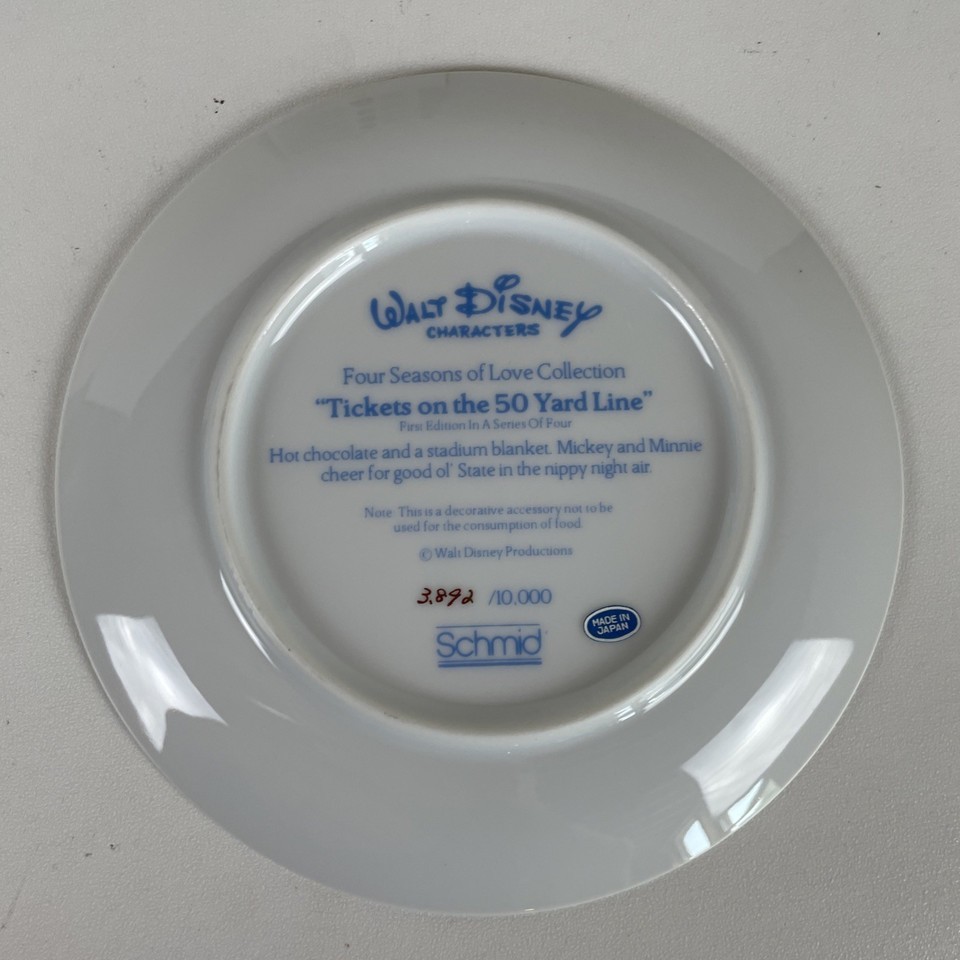 WALT DISNEY
CHARACTERS
Four Seasons of Love Collection
“Tickets on the 50 Yard Line”
First Edition In A Series Of Four
Hot chocolate and a stadium blanket. Mickey and Minnie
cheer for good ol' State in the nippy night air.
Note: This is a decorative accessory not to be
used for the consumption of food.
© Walt Disney Productions
3,892 /10,000
Schmid
MADE IN
JAPAN